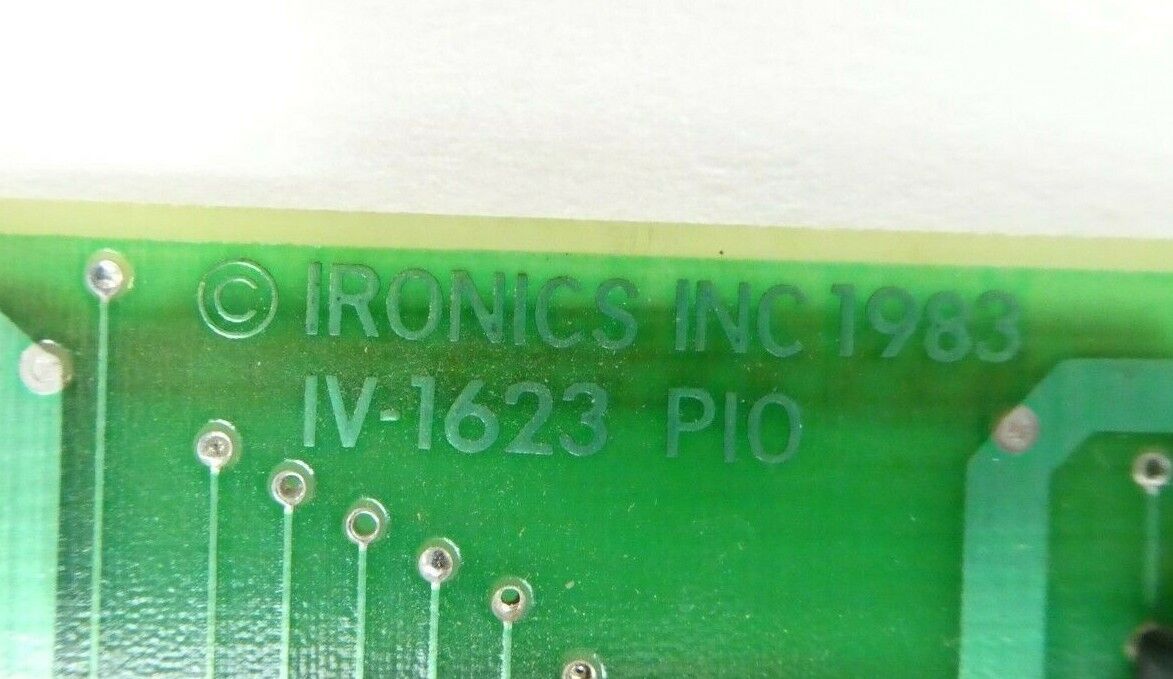 © IRONICS INC 1983
IV-1623 PIO